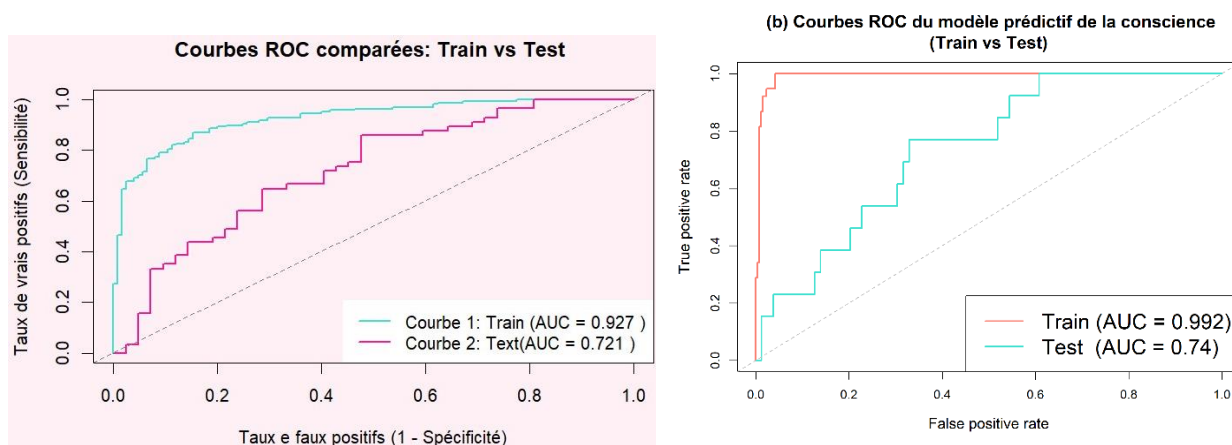 Courbes ROC comparées: Train vs Test
Taux de vrais positifs (Sensibilité)
1.0
0.8
0.6
0.4
0.2
0.0
Courbe 1: Train (AUC = 0.927 )
Courbe 2: Text(AUC = 0.721 )
0.0 0.2 0.4 0.6 0.8 1.0
Taux e faux positifs (1 - Spécificité)
(b) Courbes ROC du modèle prédictif de la conscience
(Train vs Test)
True positive rate
1.0
0.8
0.6
0.4
0.2
0.0
Train (AUC = 0.992)
Test (AUC = 0.74)
0.0 0.2 0.4 0.6 0.8 1.0
False positive rate